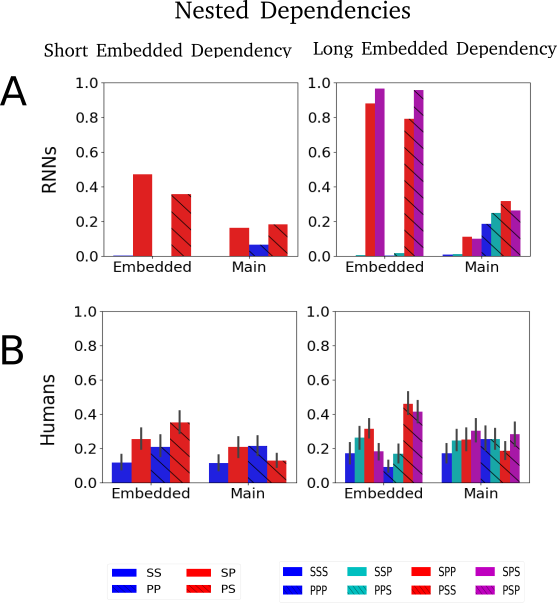 Nested Dependencies
Short Embedded Dependency
Long Embedded Dependency
A
RNNs
1.0
0.8
0.6
0.4
0.2
0.0
Embedded
Main
1.0
0.8
0.6
0.4
0.2
0.0
Embedded
Main
B
Humans
1.0
0.8
0.6
0.4
0.2
0.0
Embedded
Main
1.0
0.8
0.6
0.4
0.2
0.0
Embedded
Main
SS SP
PP PS
SSS SSP SPP SPS
PPP PPS PSS PSP